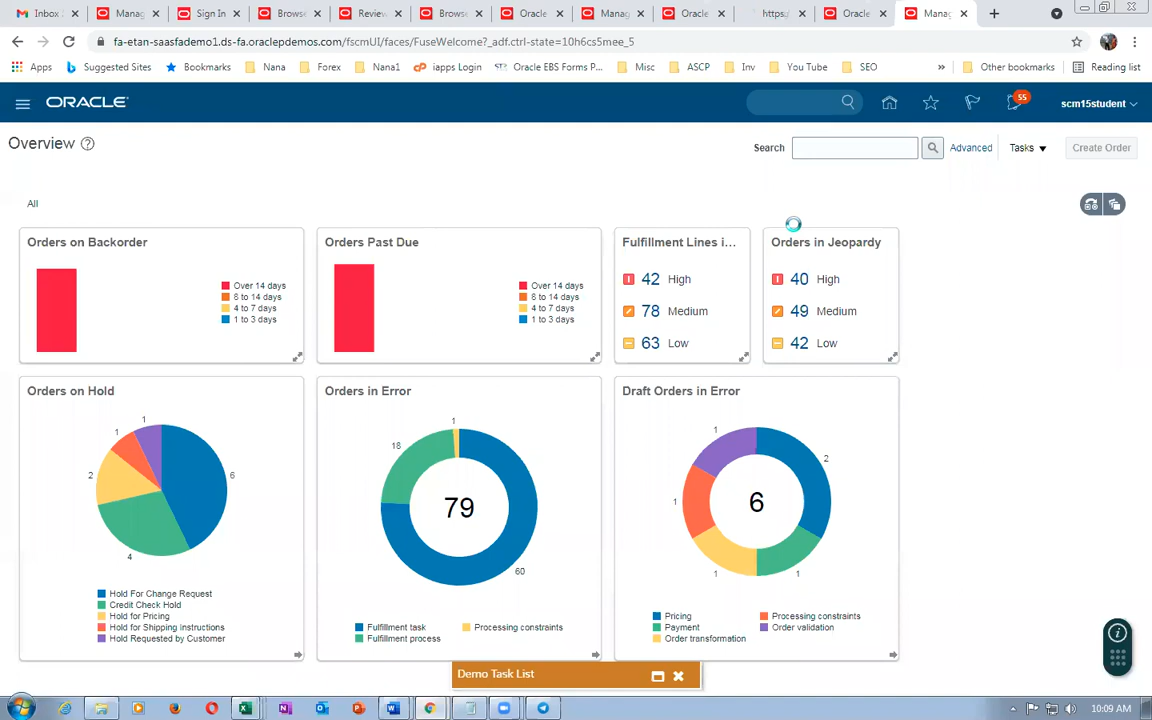 Inbox
Manag
Sign In
Browse
Review
Browse
Oracle
Manag
Oracle
https:/
Oracle
Manag
fa-etan-saasfademo1.ds-fa.oraclepdemos.com/fscmUI/faces/FuseWelcome?_adf.ctrl-state=10h6cs5mee_5
Apps
Suggested Sites
Bookmarks
Nana
Forex
Nana1
iapps Login
Oracle EBS Forms P...
Misc
ASCP
Inv
You Tube
SEO
»
Other bookmarks
Reading list
ORACLE
55
scm15student
Overview
Search
Advanced
Tasks
Create Order
All
Orders on Backorder
Over 14 days
8 to 14 days
4 to 7 days
1 to 3 days
Orders Past Due
Over 14 days
8 to 14 days
4 to 7 days
1 to 3 days
Fulfillment Lines i...
42 High
78 Medium
63 Low
Orders in Jeopardy
40 High
49 Medium
42 Low
Orders on Hold
1
1
2
6
4
Hold For Change Request
Credit Check Hold
Hold for Pricing
Hold for Shipping instructions
Hold Requested by Customer
Orders in Error
1
18
79
60
Fulfillment task
Processing constraints
Fulfillment process
Draft Orders in Error
1
2
1
6
1
1
Pricing
Processing constraints
Payment
Order validation
Order transformation
Demo Task List
10:09 AM